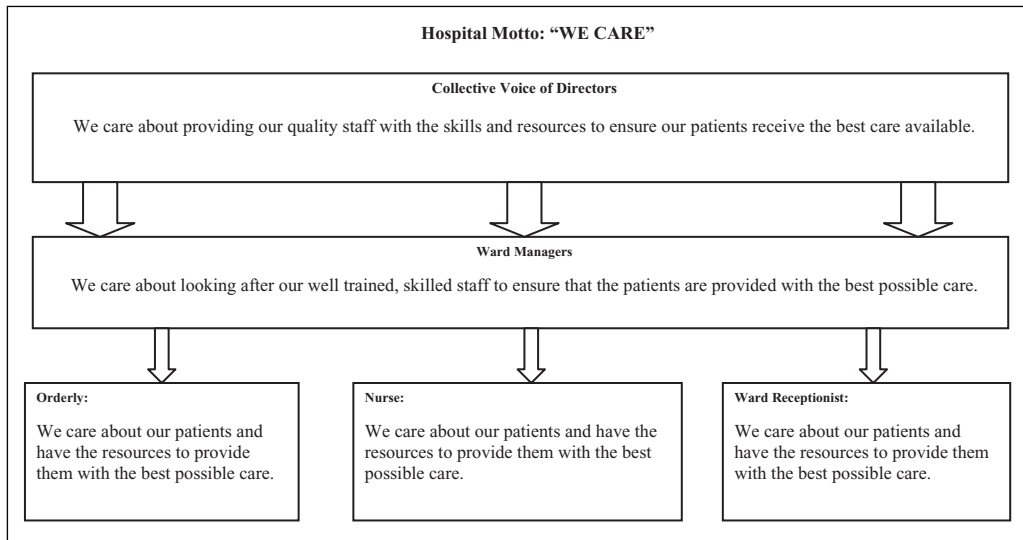 Hospital Motto: “WE CARE”
Collective Voice of Directors
We care about providing our quality staff with the skills and resources to ensure our patients receive the best care available.
Ward Managers
We care about looking after our well trained, skilled staff to ensure that the patients are provided with the best possible care.
Orderly:
We care about our patients and
have the resources to provide
them with the best possible care.
Nurse:
We care about our patients and have the
resources to provide them with the best
possible care.
Ward Receptionist:
We care about our patients and
have the resources to provide them
with the best possible care.